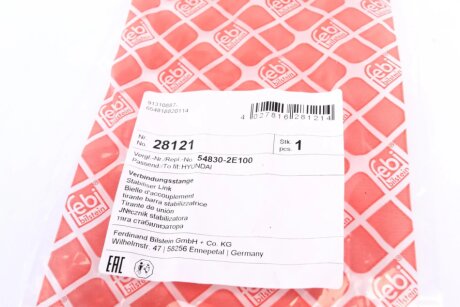 febi
bilstein
91310887-
654818820114
4 027816 281214
Nr.
No. 28121
Stk.
pcs. 1
Vergl.-Nr./Repl.-No 54830-2E100
Passend-/To fit: HYUNDAI
Verbindungsstange
Stabiliser Link
Bielle d'accouplement
tirante barra stabilizzatrice
Tirante de unión
łącznik stabilizatora
тяга стабилизатора
Ferdinand Bilstein GmbH + Co. KG
Wilhelmstr. 47 | 58256 Ennepetal | Germany
EAC